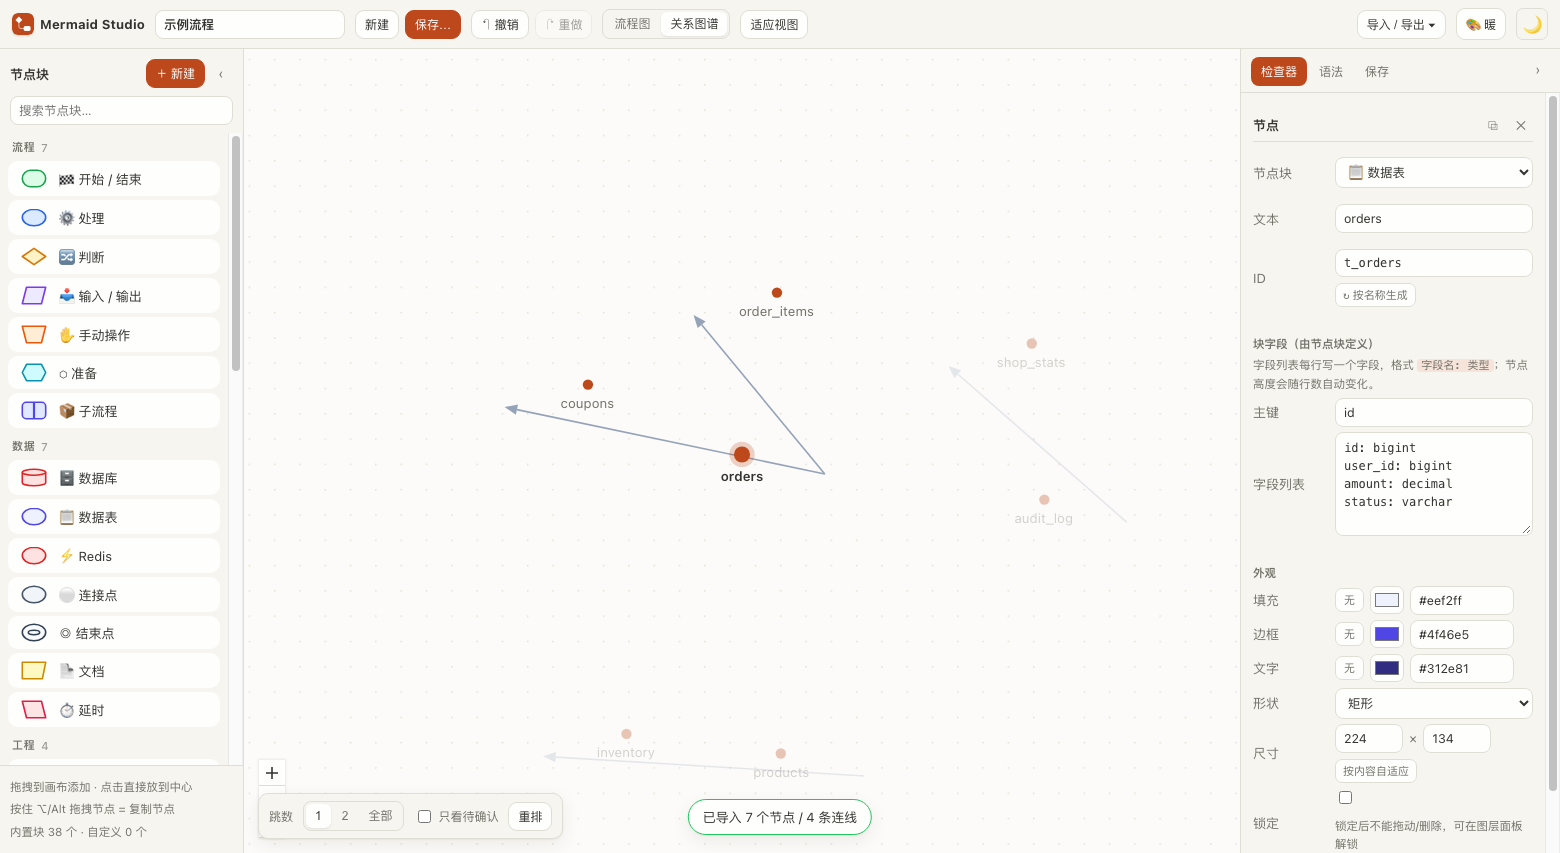 Mermaid Studio
示例流程
新建
保存...
撤销
重做
流程图
关系图谱
适应视图
导入 / 导出
暖
节点块
+ 新建
搜索节点块...
流程 7
开始 / 结束
处理
判断
输入 / 输出
手动操作
准备
子流程
数据 7
数据库
数据表
Redis
连接点
结束点
文档
延时
工程 4
拖拽到画布添加 · 点击直接放到中心
按住 ⌥/Alt 拖拽节点 = 复制节点
内置块 38 个 · 自定义 0 个
order_items
shop_stats
coupons
orders
audit_log
inventory
products
跳数
1
2
全部
只看待确认
重排
已导入 7 个节点 / 4 条连线
检查器
语法
保存
节点
节点块
数据表
文本
orders
ID
t_orders
↻ 按名称生成
块字段（由节点块定义）
字段列表每行写一个字段，格式 字段名: 类型；节点
高度会随行数自动变化。
主键
id
字段列表
id: bigint
user_id: bigint
amount: decimal
status: varchar
外观
填充
无
#eef2ff
边框
无
#4f46e5
文字
无
#312e81
形状
矩形
尺寸
224 × 134
按内容自适应
锁定
锁定后不能拖动/删除，可在图层面板
解锁